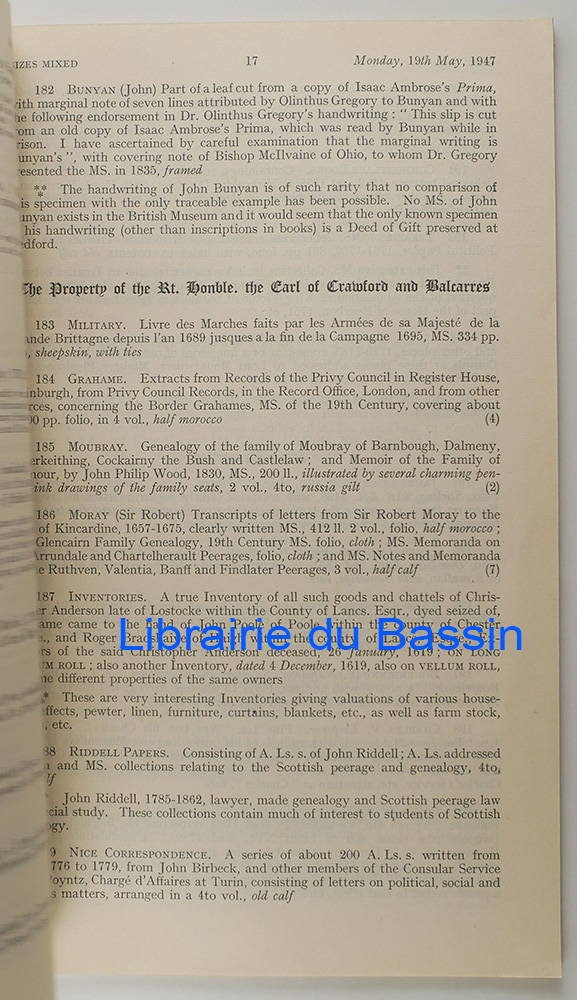 IZES MIXED 17 Monday, 19th May, 1947
182 BUNYAN (John) Part of a leaf cut from a copy of Isaac Ambrose's Prima,
with marginal note of seven lines attributed by Olinthus Gregory to Bunyan and with
he following endorsement in Dr. Olinthus Gregory's handwriting : " This slip is cut
om an old copy of Isaac Ambrose's Prima, which was read by Bunyan while in
rison. I have ascertained by careful examination that the marginal writing is
unyan's ", with covering note of Bishop McIlvaine of Ohio, to whom Dr. Gregory
esented the MS. in 1835, framed
*** The handwriting of John Bunyan is of such rarity that no comparison of
is specimen with the only traceable example has been possible. No MS. of John
unyan exists in the British Museum and it would seem that the only known specimen
his handwriting (other than inscriptions in books) is a Deed of Gift preserved at
edford.
The Property of the Rt. Honble. the Earl of Crawford and Balcarres
183 MILITARY. Livre des Marches faits par les Armées de sa Majesté de la
ande Brittagne depuis l'an 1689 jusques a la fin de la Campagne 1695, MS. 334 pp.
, sheepskin, with ties
184 GRAHAME. Extracts from Records of the Privy Council in Register House,
inburgh, from Privy Council Records, in the Record Office, London, and from other
rces, concerning the Border Grahames, MS. of the 19th Century, covering about
00 pp. folio, in 4 vol., half morocco (4)
185 MOUBRAY. Genealogy of the family of Moubray of Barnbough, Dalmeny,
erkeithing, Cockairny the Bush and Castlelaw ; and Memoir of the Family of
nour, by John Philip Wood, 1830, MS., 200 ll., illustrated by several charming pen-
ink drawings of the family seats, 2 vol., 4to, russia gilt (2)
186 MORAY (Sir Robert) Transcripts of letters from Sir Robert Moray to the
of Kincardine, 1657-1675, clearly written MS., 412 ll. 2 vol., folio, half morocco ;
Glencairn Family Genealogy, 19th Century MS. folio, cloth ; MS. Memoranda on
Arrundale and Chartelherault Peerages, folio, cloth ; and MS. Notes and Memoranda
e Ruthven, Valentia, Banff and Findlater Peerages, 3 vol., half calf (7)
187 INVENTORIES. A true Inventory of all such goods and chattels of Chris-
er Anderson late of Lostocke within the County of Lancs. Esqr., dyed seized of,
ame came to the of John Poole of Poole within the County of Chester
, and Roger Bradshaive of Haigh within the County of
rs of the said Christopher Anderson deceased, 26 January, 1619 ; ON LONG
UM ROLL ; also another Inventory, dated 4 December, 1619, also on VELLUM ROLL,
ne different properties of the same owners
Librairie du Bassin
* These are very interesting Inventories giving valuations of various house-
effects, pewter, linen, furniture, curtains, blankets, etc., as well as farm stock,
, etc.
88 RIDDELL PAPERS. Consisting of A. Ls. s. of John Riddell ; A. Ls. addressed
and MS. collections relating to the Scottish peerage and genealogy, 4to,
lf
John Riddell, 1785-1862, lawyer, made genealogy and Scottish peerage law
cial study. These collections contain much of interest to students of Scottish
ogy.
9 NICE CORRESPONDENCE. A series of about 200 A. Ls. s. written from
776 to 1779, from John Birbeck, and other members of the Consular Service
oyntz, Chargé d'Affaires at Turin, consisting of letters on political, social and
s matters, arranged in a 4to vol., old calf